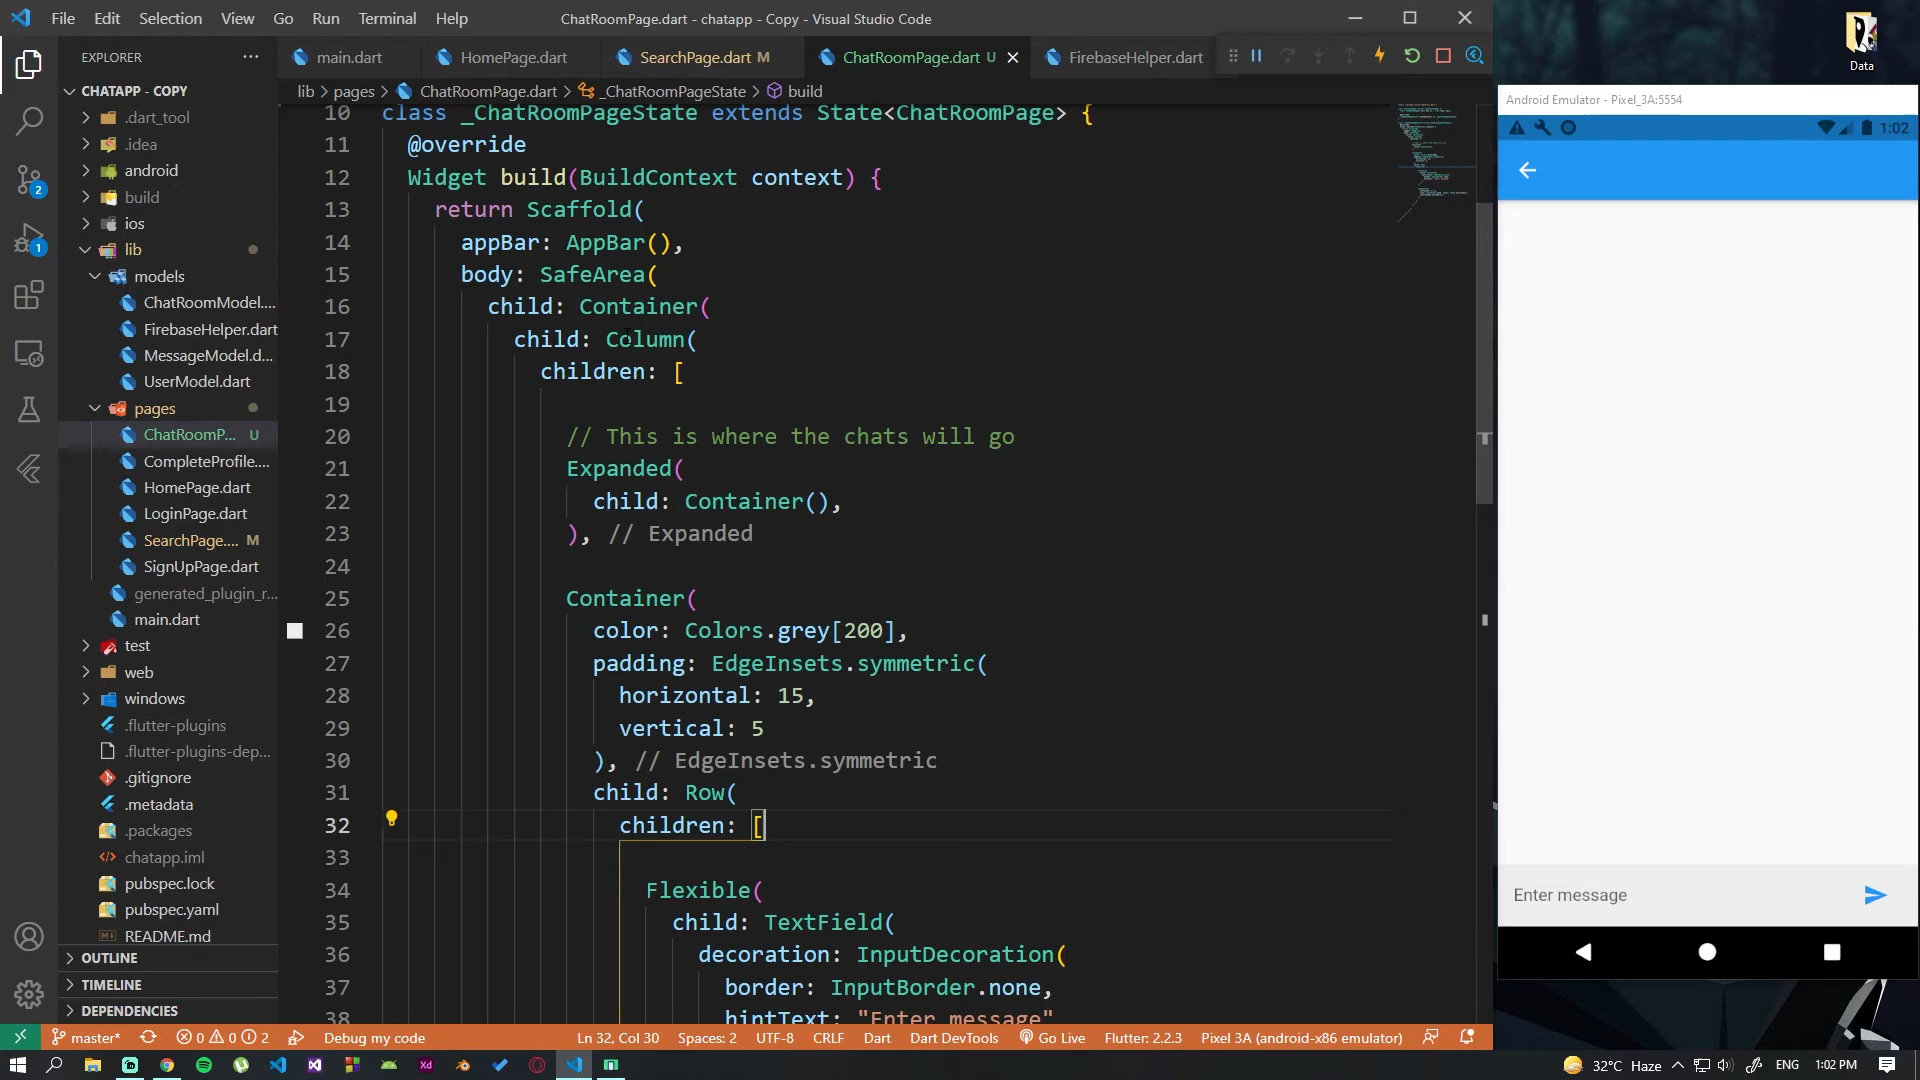 File Edit Selection View Go Run Terminal Help
ChatRoomPage.dart - chatapp - Copy - Visual Studio Code
Data
EXPLORER
main.dart
HomePage.dart
SearchPage.dart M
ChatRoomPage.dart U
FirebaseHelper.dart
CHATAPP - COPY
lib > pages > ChatRoomPage.dart > _ChatRoomPageState > build
.dart_tool
.idea
android
build
ios
lib
models
ChatRoomModel....
FirebaseHelper.dart
MessageModel.d...
UserModel.dart
pages
ChatRoomP... U
CompleteProfile....
HomePage.dart
LoginPage.dart
SearchPage.... M
SignUpPage.dart
generated_plugin_r...
main.dart
test
web
windows
.flutter-plugins
.flutter-plugins-dep...
.gitignore
.metadata
.packages
chatapp.iml
pubspec.lock
pubspec.yaml
README.md
OUTLINE
TIMELINE
DEPENDENCIES
2
1
10 class _ChatRoomPageState extends State<ChatRoomPage> {
11 @override
12 Widget build(BuildContext context) {
13 return Scaffold(
14 appBar: AppBar(),
15 body: SafeArea(
16 child: Container(
17 child: Column(
18 children: [
19
20 // This is where the chats will go
21 Expanded(
22 child: Container(),
23 ), // Expanded
24
25 Container(
26 color: Colors.grey[200],
27 padding: EdgeInsets.symmetric(
28 horizontal: 15,
29 vertical: 5
30 ), // EdgeInsets.symmetric
31 child: Row(
32 children: [
33
34 Flexible(
35 child: TextField(
36 decoration: InputDecoration(
37 border: InputBorder.none,
38 hintText: "Enter message"
Android Emulator - Pixel_3A:5554
1:02
Enter message
master* 0 0 2 Debug my code Ln 32, Col 30 Spaces: 2 UTF-8 CRLF Dart Dart DevTools Go Live Flutter: 2.2.3 Pixel 3A (android-x86 emulator)
32°C Haze ENG 1:02 PM